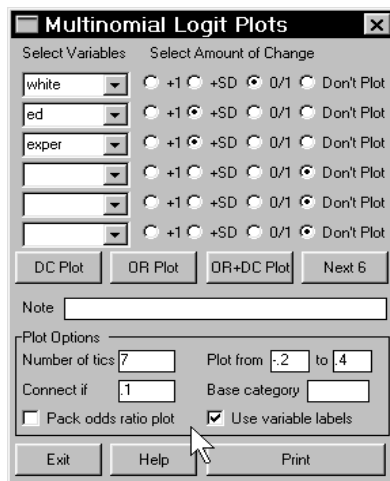 Multinomial Logit Plots
Select Variables Select Amount of Change
white +1 +SD 0/1 Don't Plot
ed +1 +SD 0/1 Don't Plot
exper +1 +SD 0/1 Don't Plot
+1 +SD 0/1 Don't Plot
+1 +SD 0/1 Don't Plot
+1 +SD 0/1 Don't Plot
DC Plot OR Plot OR+DC Plot Next 6
Note
Plot Options
Number of tics 7 Plot from -.2 to .4
Connect if .1 Base category
Pack odds ratio plot Use variable labels
Exit Help Print